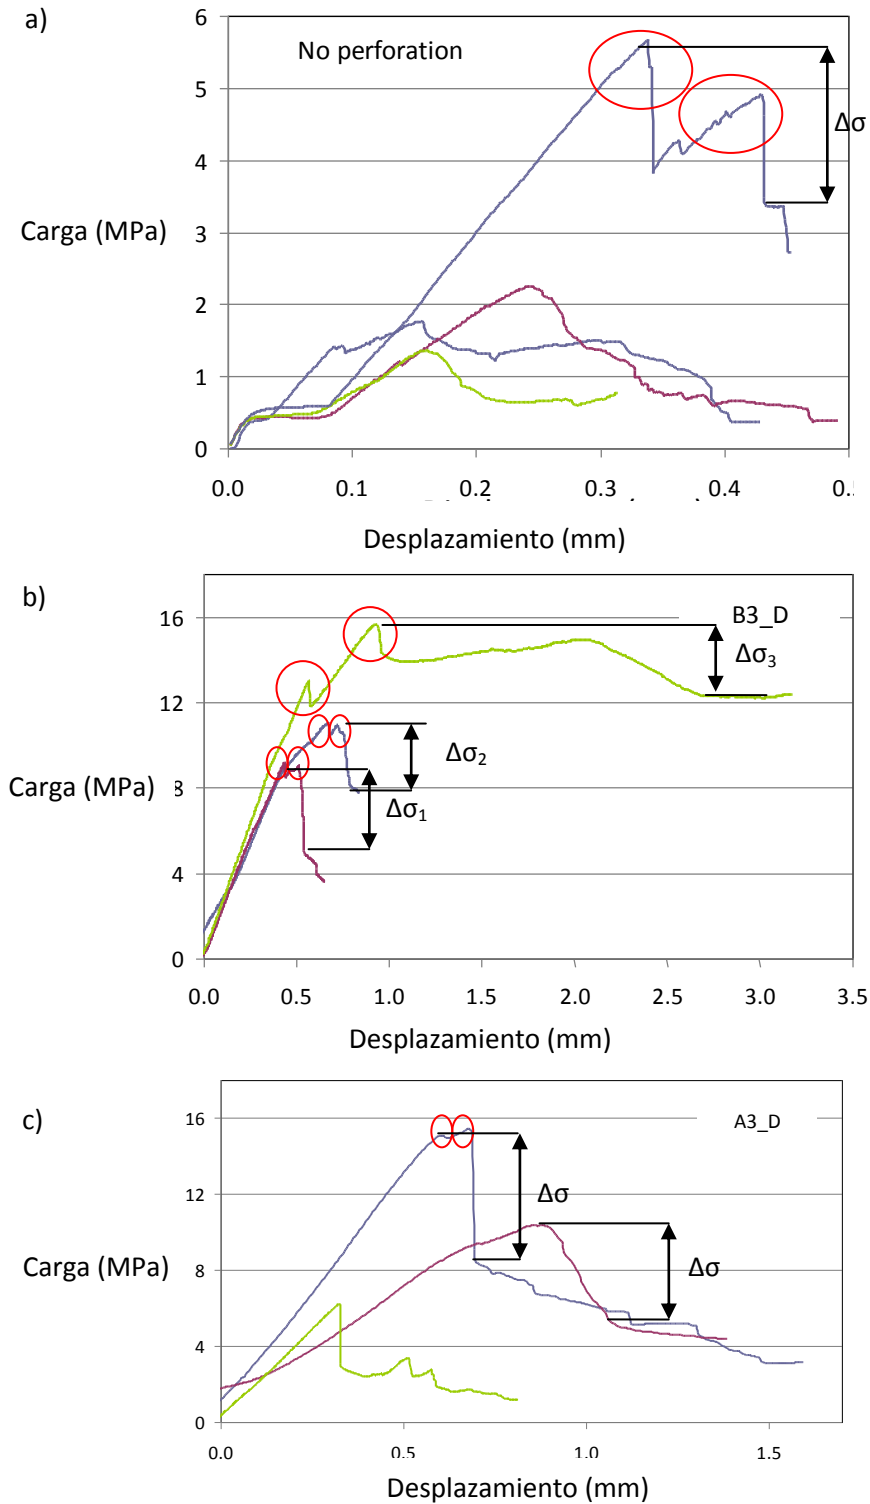 a)
No perforation
6
5
4
3
2
1
0
Carga (MPa)
Δσ
0.0 0.1 0.2 0.3 0.4
Desplazamiento (mm)
b)
B3_D
16
12
8
4
0
Δσ3
Δσ2
Δσ1
Carga (MPa)
0.0 0.5 1.0 1.5 2.0 2.5 3.0 3.5
Desplazamiento (mm)
c)
A3_D
16
12
8
4
0
Δσ
Δσ
Carga (MPa)
0.0 0.5 1.0 1.5
Desplazamiento (mm)